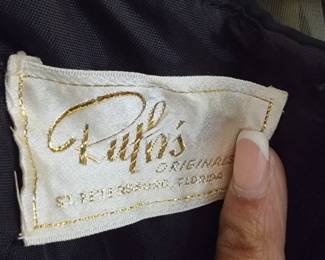 Rufo's
ORIGINALS
ST. PETERSBURG, FLORIDA